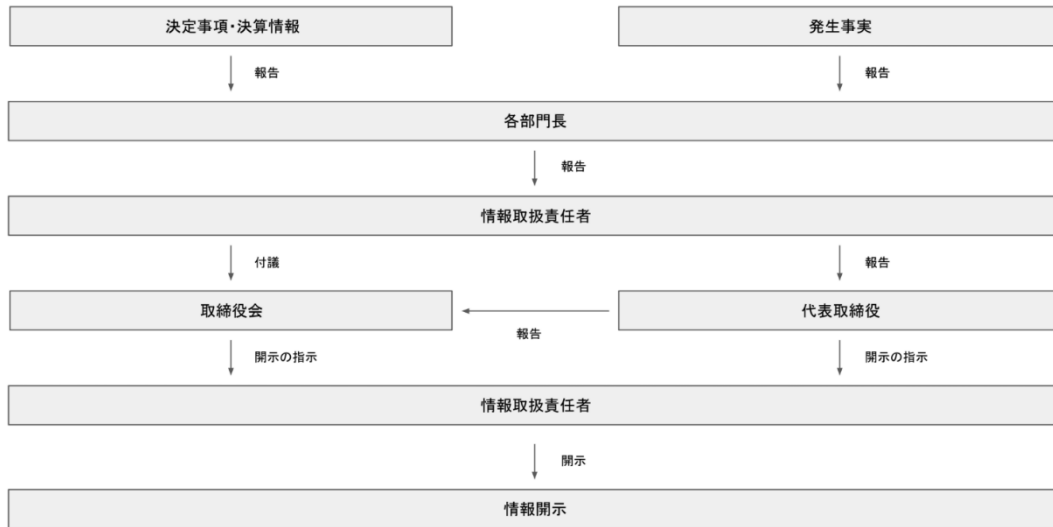 決定事項・決算情報
発生事実
報告
報告
各部門長
報告
情報取扱責任者
付議
報告
取締役会
代表取締役
報告
開示の指示
開示の指示
情報取扱責任者
開示
情報開示